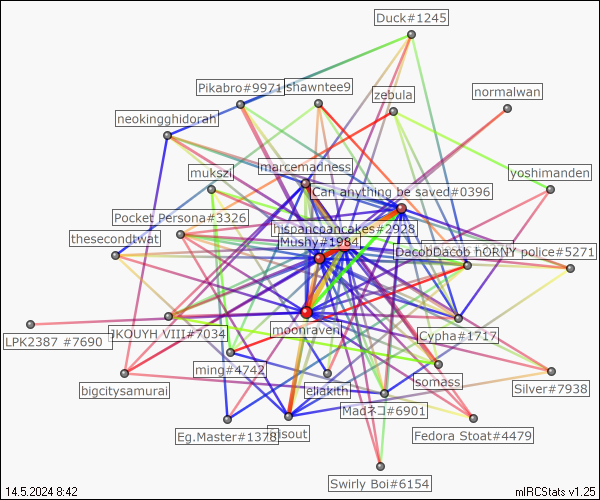 Duck#1245
Pikabro#9971
shawntee9
zebula
normalwan
neokingghidorah
marcemadness
mukszi
Can anything be saved#0396
yoshimanden
Pocket Persona#3326
hispancpancakes#2928
thesecondtwat
Mushy#1984
DacobDacob hORNY police#5271
moonraven
HKOUYH VIII#7034
Cypha#1717
LPK2387 #7690
ming#4742
bigcitysamurai
eliakith
somass
Silver#7938
Madネコ#6901
Eg.Master#1378
isout
Fedora Stoat#4479
Swirly Boi#6154
14.5.2024 8:42
mIRCStats v1.25